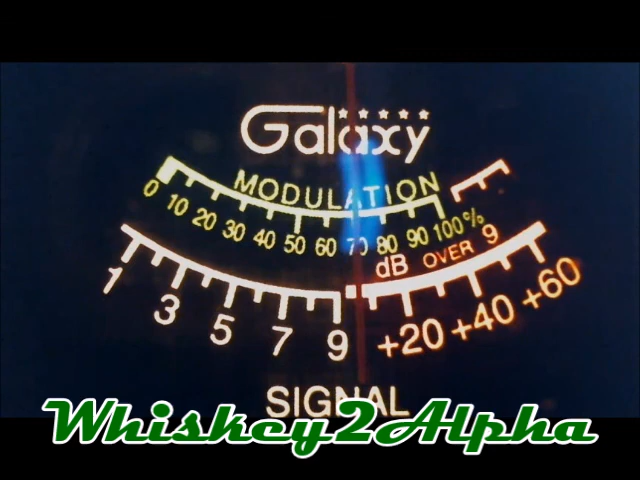 Galaxy
MODULATION
0 10 20 30 40 50 60 70 80 90 100%
dB OVER 9
1 3 5 7 9 +20 +40 +60
SIGNAL
Whiskey2Alpha